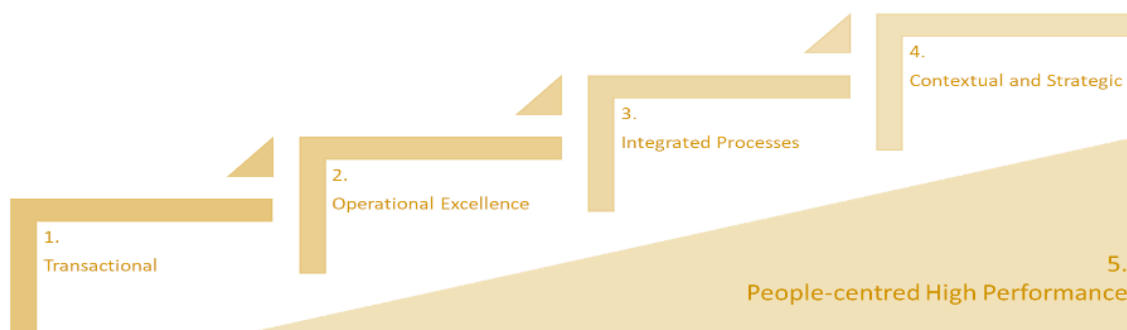 1.
Transactional
2.
Operational Excellence
3.
Integrated Processes
4.
Contextual and Strategic
5.
People-centred High Performance